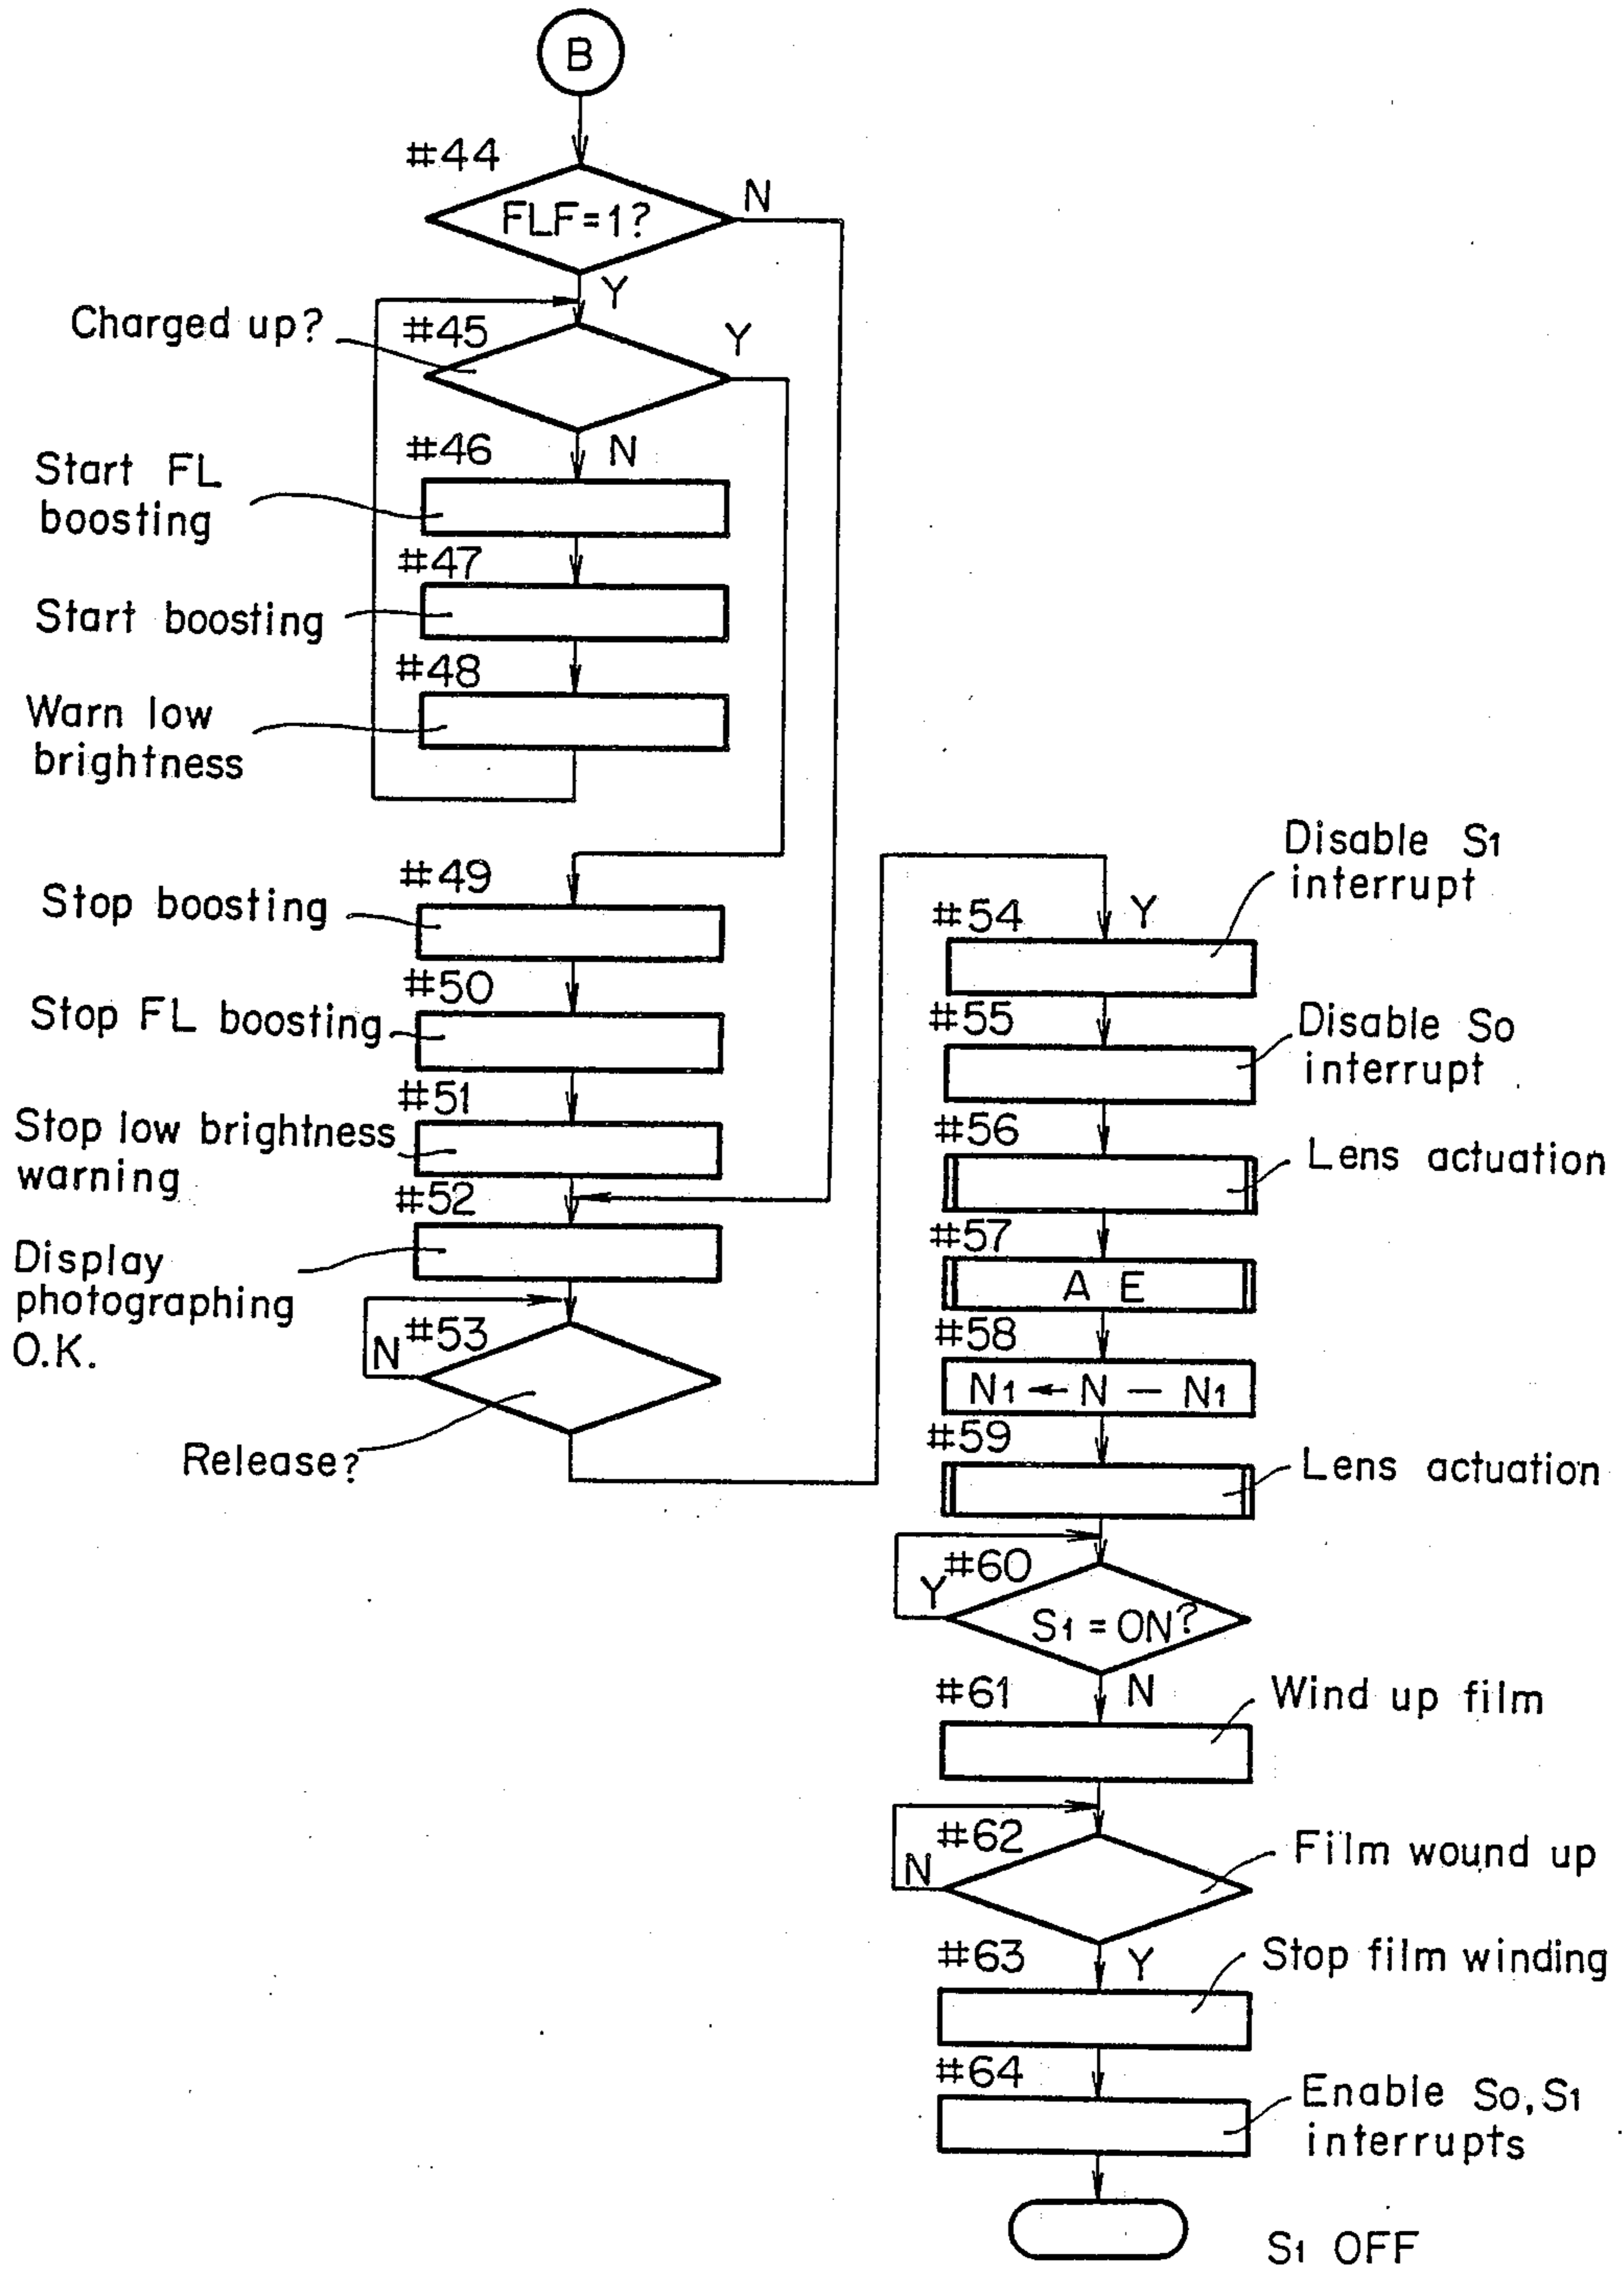 B
#44
FLF=1?
N
Y
Charged up?
#45
Y
#46
N
Start FL
boosting
#47
Start boosting
#48
Warn low
brightness
#49
Stop boosting
#50
Stop FL boosting
#51
Stop low brightness
warning
#52
Display
photographing
O.K.
#53
N
Release?
Disable S1
interrupt
#54
Y
#55
Disable So
interrupt
#56
Lens actuation
#57
A E
#58
N1 ← N − N1
#59
Lens actuation
#60
Y
S1 = ON?
#61
N
Wind up film
#62
N
Film wound up
#63
Y
Stop film winding
#64
Enable So, S1
interrupts
S1 OFF